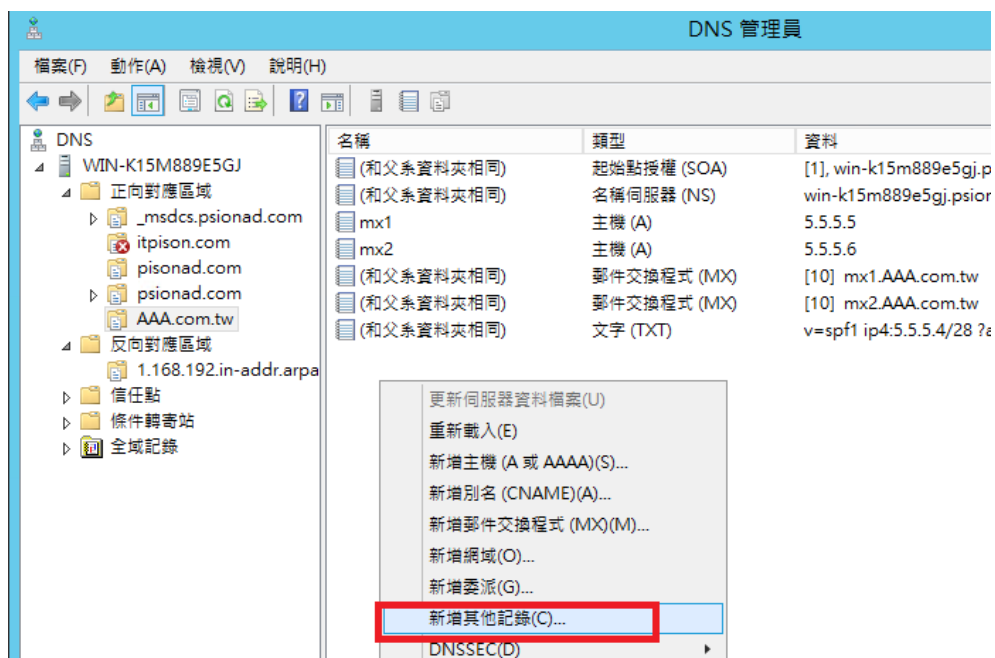 DNS 管理員
檔案(F) 動作(A) 檢視(V) 說明(H)
DNS
WIN-K15M889E5GJ
正向對應區域
_msdcs.psionad.com
itpison.com
pisonad.com
psionad.com
AAA.com.tw
反向對應區域
1.168.192.in-addr.arpa
信任點
條件轉寄站
全域記錄
名稱 類型 資料
(和父系資料夾相同) 起始點授權 (SOA) [1], win-k15m889e5gj.p
(和父系資料夾相同) 名稱伺服器 (NS) win-k15m889e5gj.psion
mx1 主機 (A) 5.5.5.5
mx2 主機 (A) 5.5.5.6
(和父系資料夾相同) 郵件交換程式 (MX) [10] mx1.AAA.com.tw
(和父系資料夾相同) 郵件交換程式 (MX) [10] mx2.AAA.com.tw
(和父系資料夾相同) 文字 (TXT) v=spf1 ip4:5.5.5.4/28 ?a
更新伺服器資料檔案(U)
重新載入(E)
新增主機 (A 或 AAAA)(S)...
新增別名 (CNAME)(A)...
新增郵件交換程式 (MX)(M)...
新增網域(O)...
新增委派(G)...
新增其他記錄(C)...
DNSSEC(D)